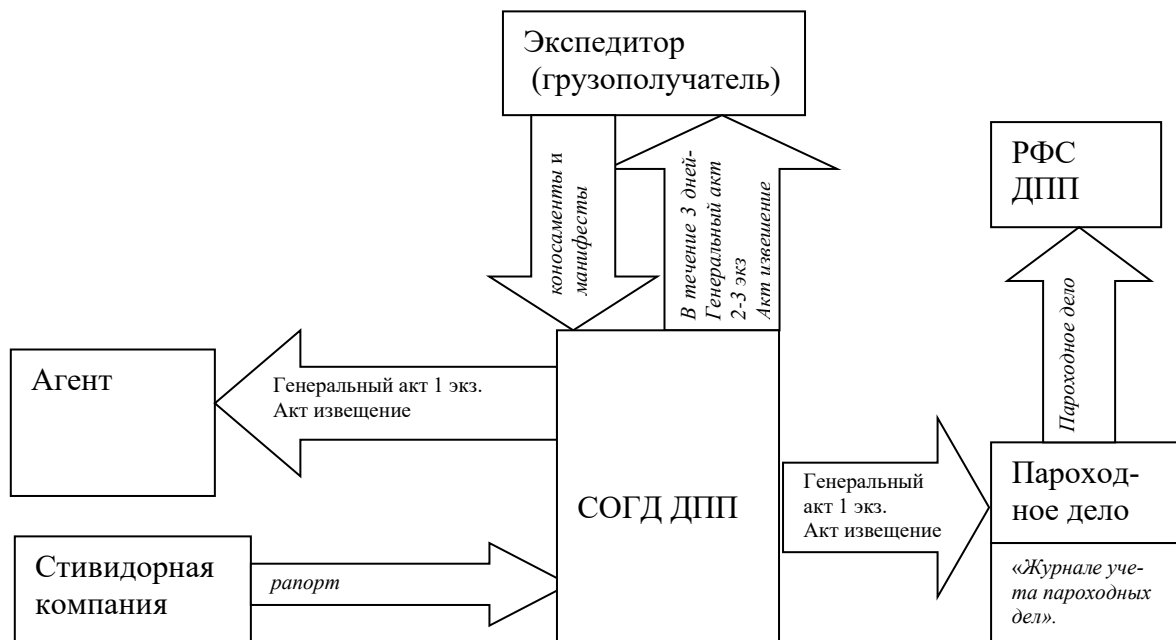 Экспедитор
(грузополучатель)
коносаменты и
манифесты
В течение 3 дней-
Генеральный акт
2-3 экз
Акт извешение
РФС
ДПП
Пароходное дело
Агент
Генеральный акт 1 экз.
Акт извещение
СОГД ДПП
Генеральный
акт 1 экз.
Акт извещение
Пароход-
ное дело
«Журнале уче-
та пароходных
дел».
Стивидорная
компания
рапорт